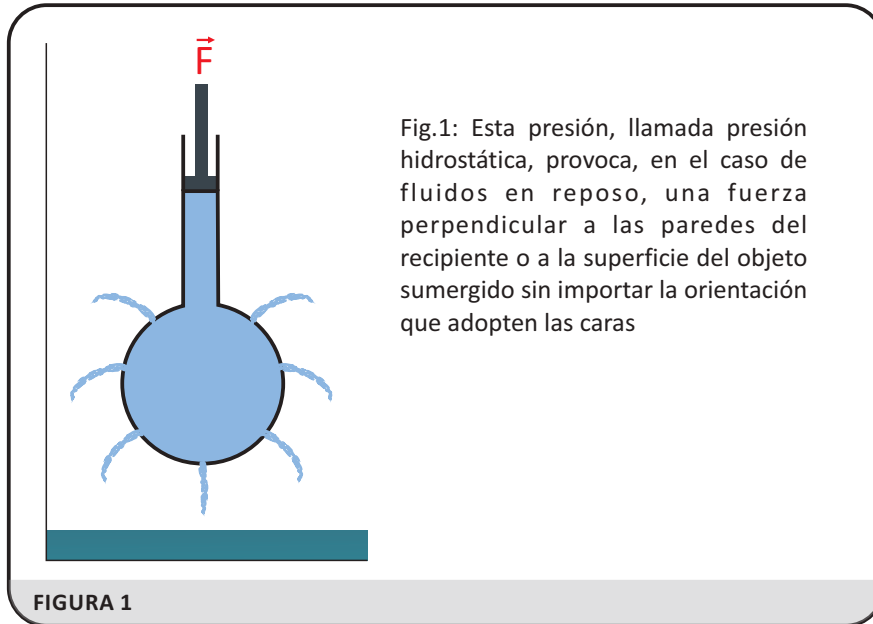 F
Fig.1: Esta presión, llamada presión
hidrostática, provoca, en el caso de
fluidos en reposo, una fuerza
perpendicular a las paredes del
recipiente o a la superficie del objeto
sumergido sin importar la orientación
que adopten las caras
FIGURA 1